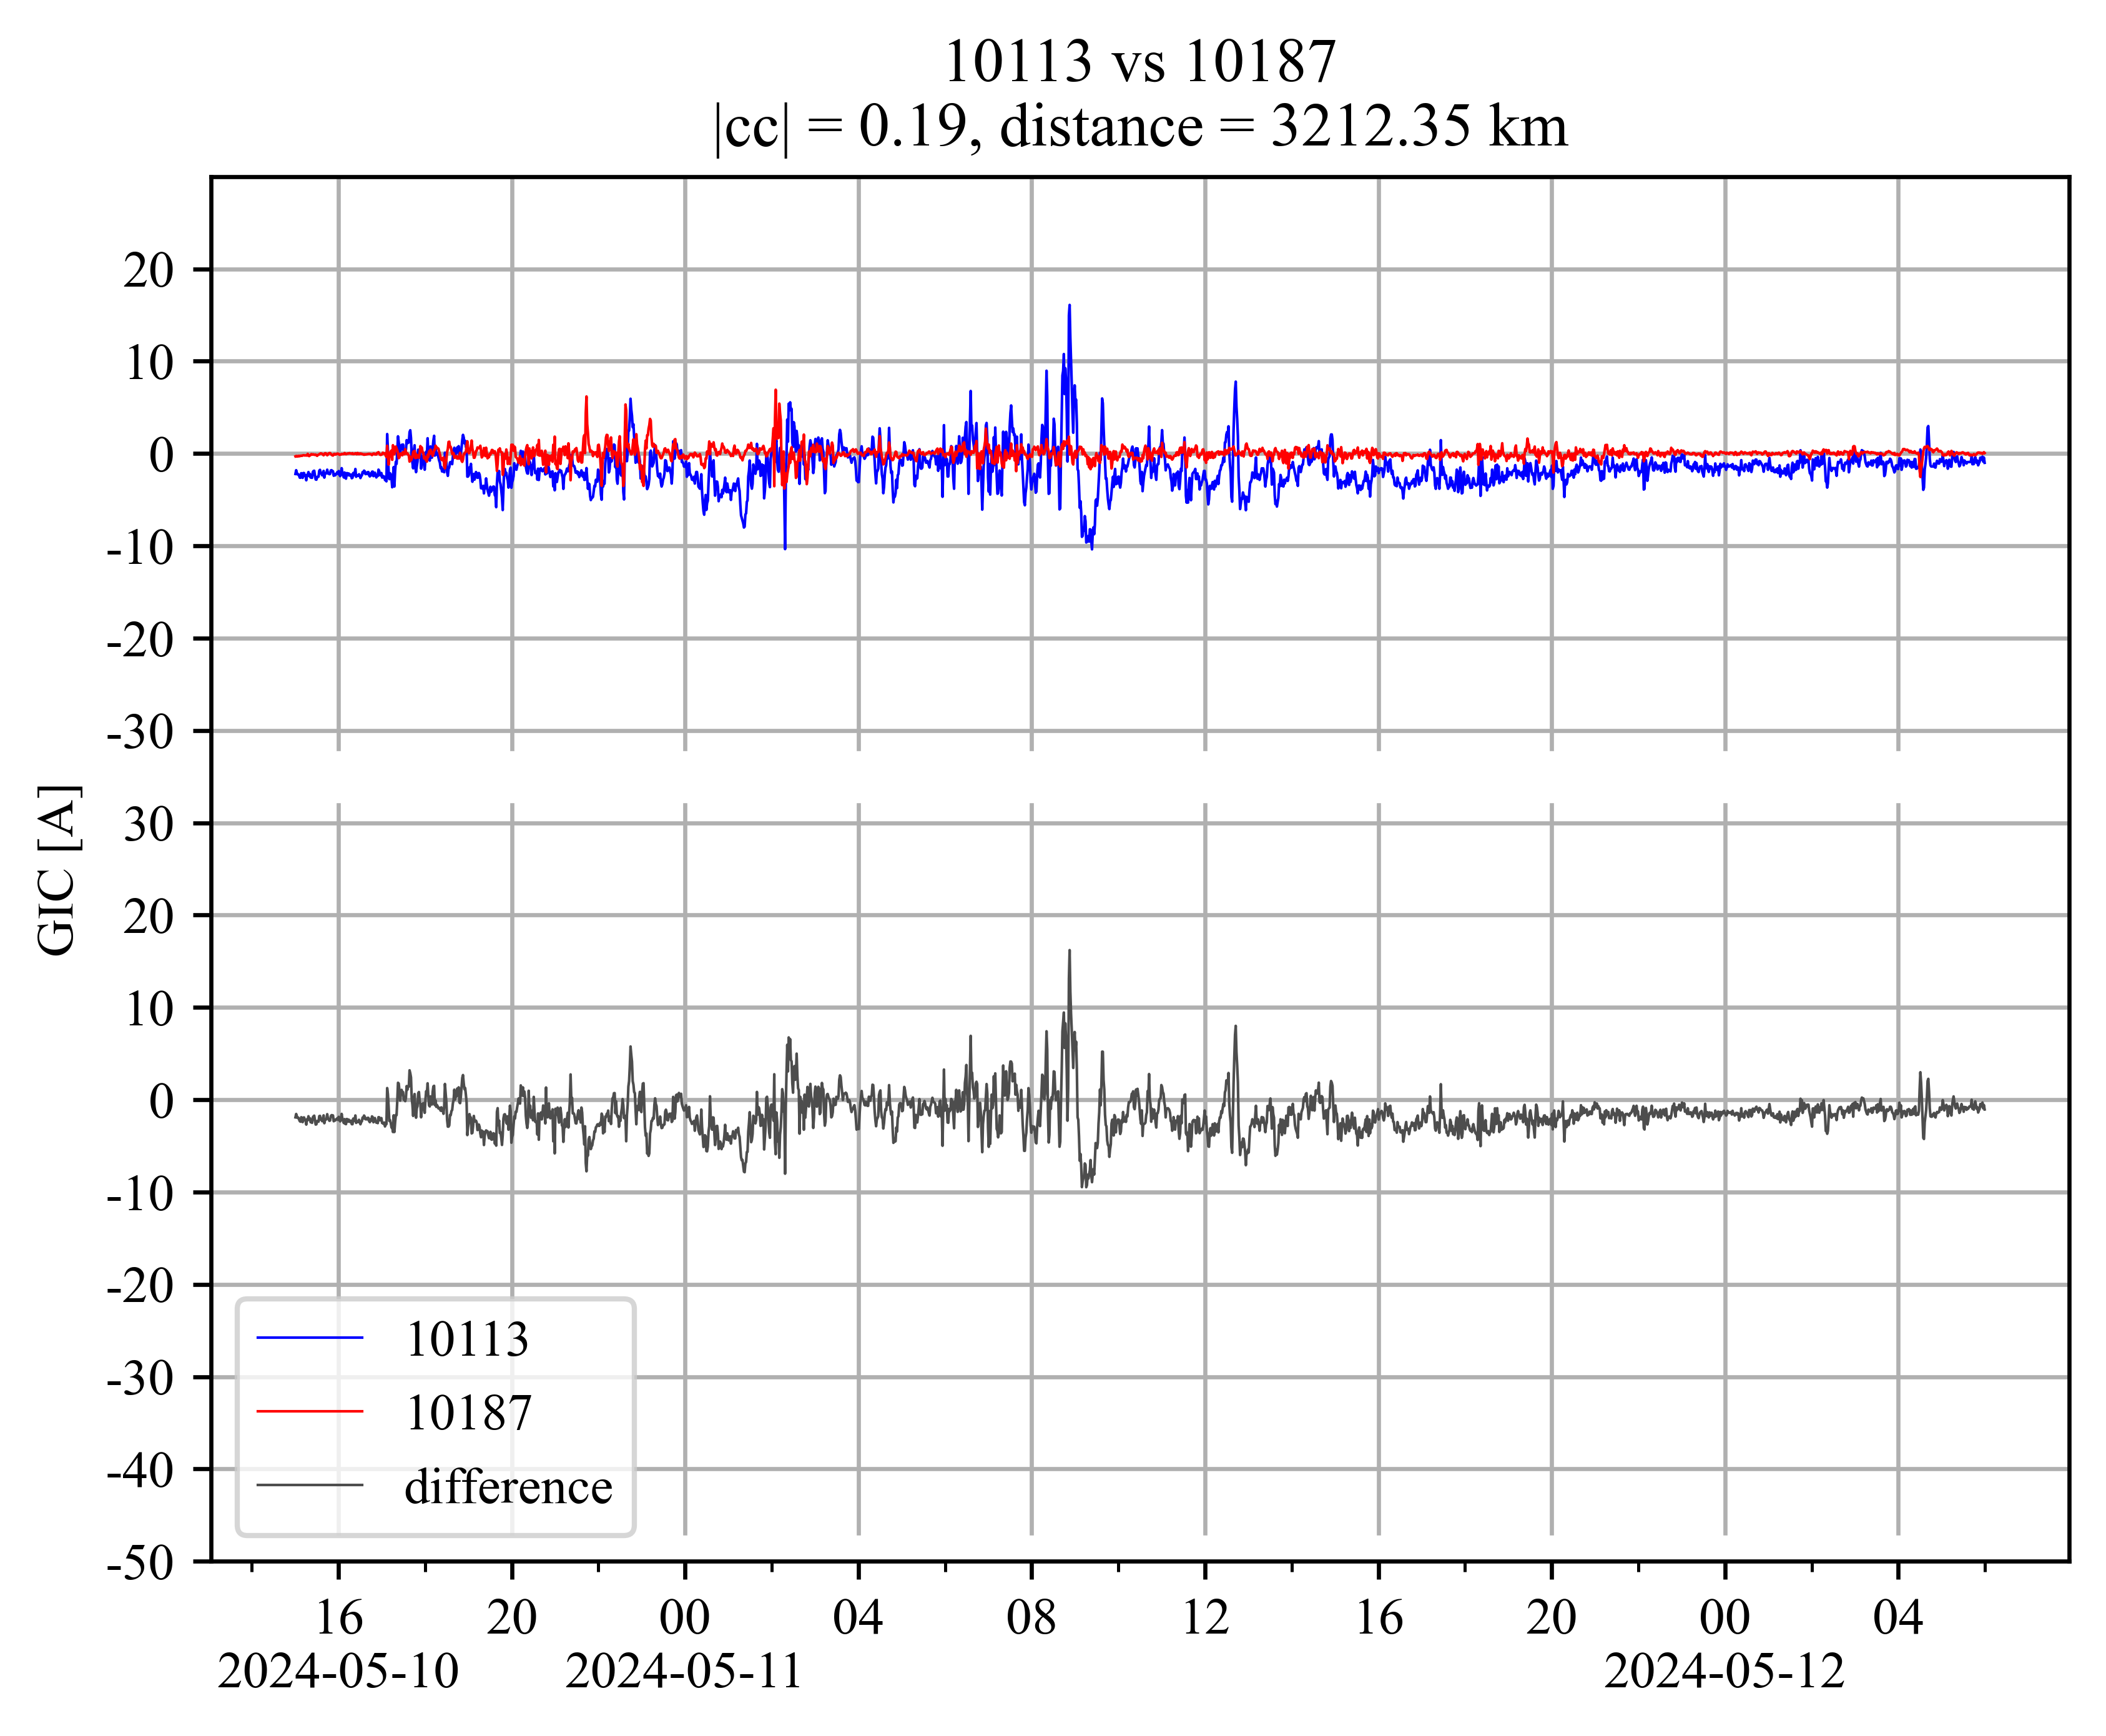 10113 vs 10187
|cc| = 0.19, distance = 3212.35 km
GIC [A]
20
10
0
-10
-20
-30
30
20
10
0
-10
-20
-30
-40
-50
10113
10187
difference
16 20 00 04 08 12 16 20 00 04
2024-05-10 2024-05-11 2024-05-12